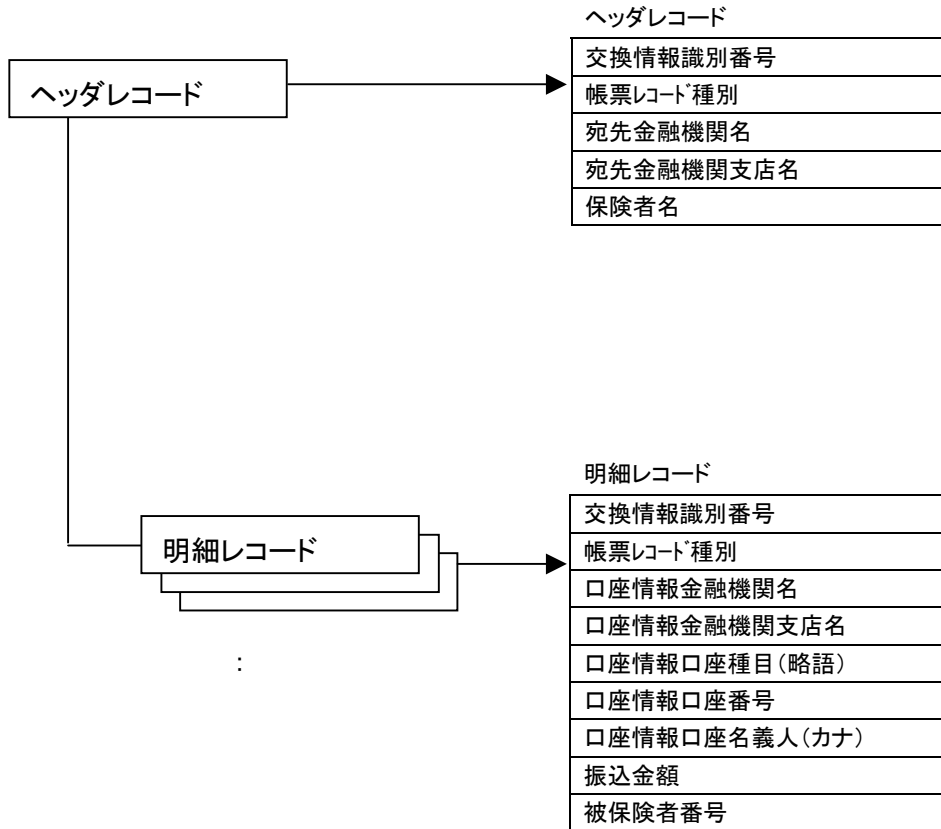 ヘッダレコード
ヘッダレコード
交換情報識別番号
帳票ﾚｺｰﾄﾞ種別
宛先金融機関名
宛先金融機関支店名
保険者名
明細レコード
明細レコード
:
交換情報識別番号
帳票ﾚｺｰﾄﾞ種別
口座情報金融機関名
口座情報金融機関支店名
口座情報口座種目(略語)
口座情報口座番号
口座情報口座名義人(カナ)
振込金額
被保険者番号